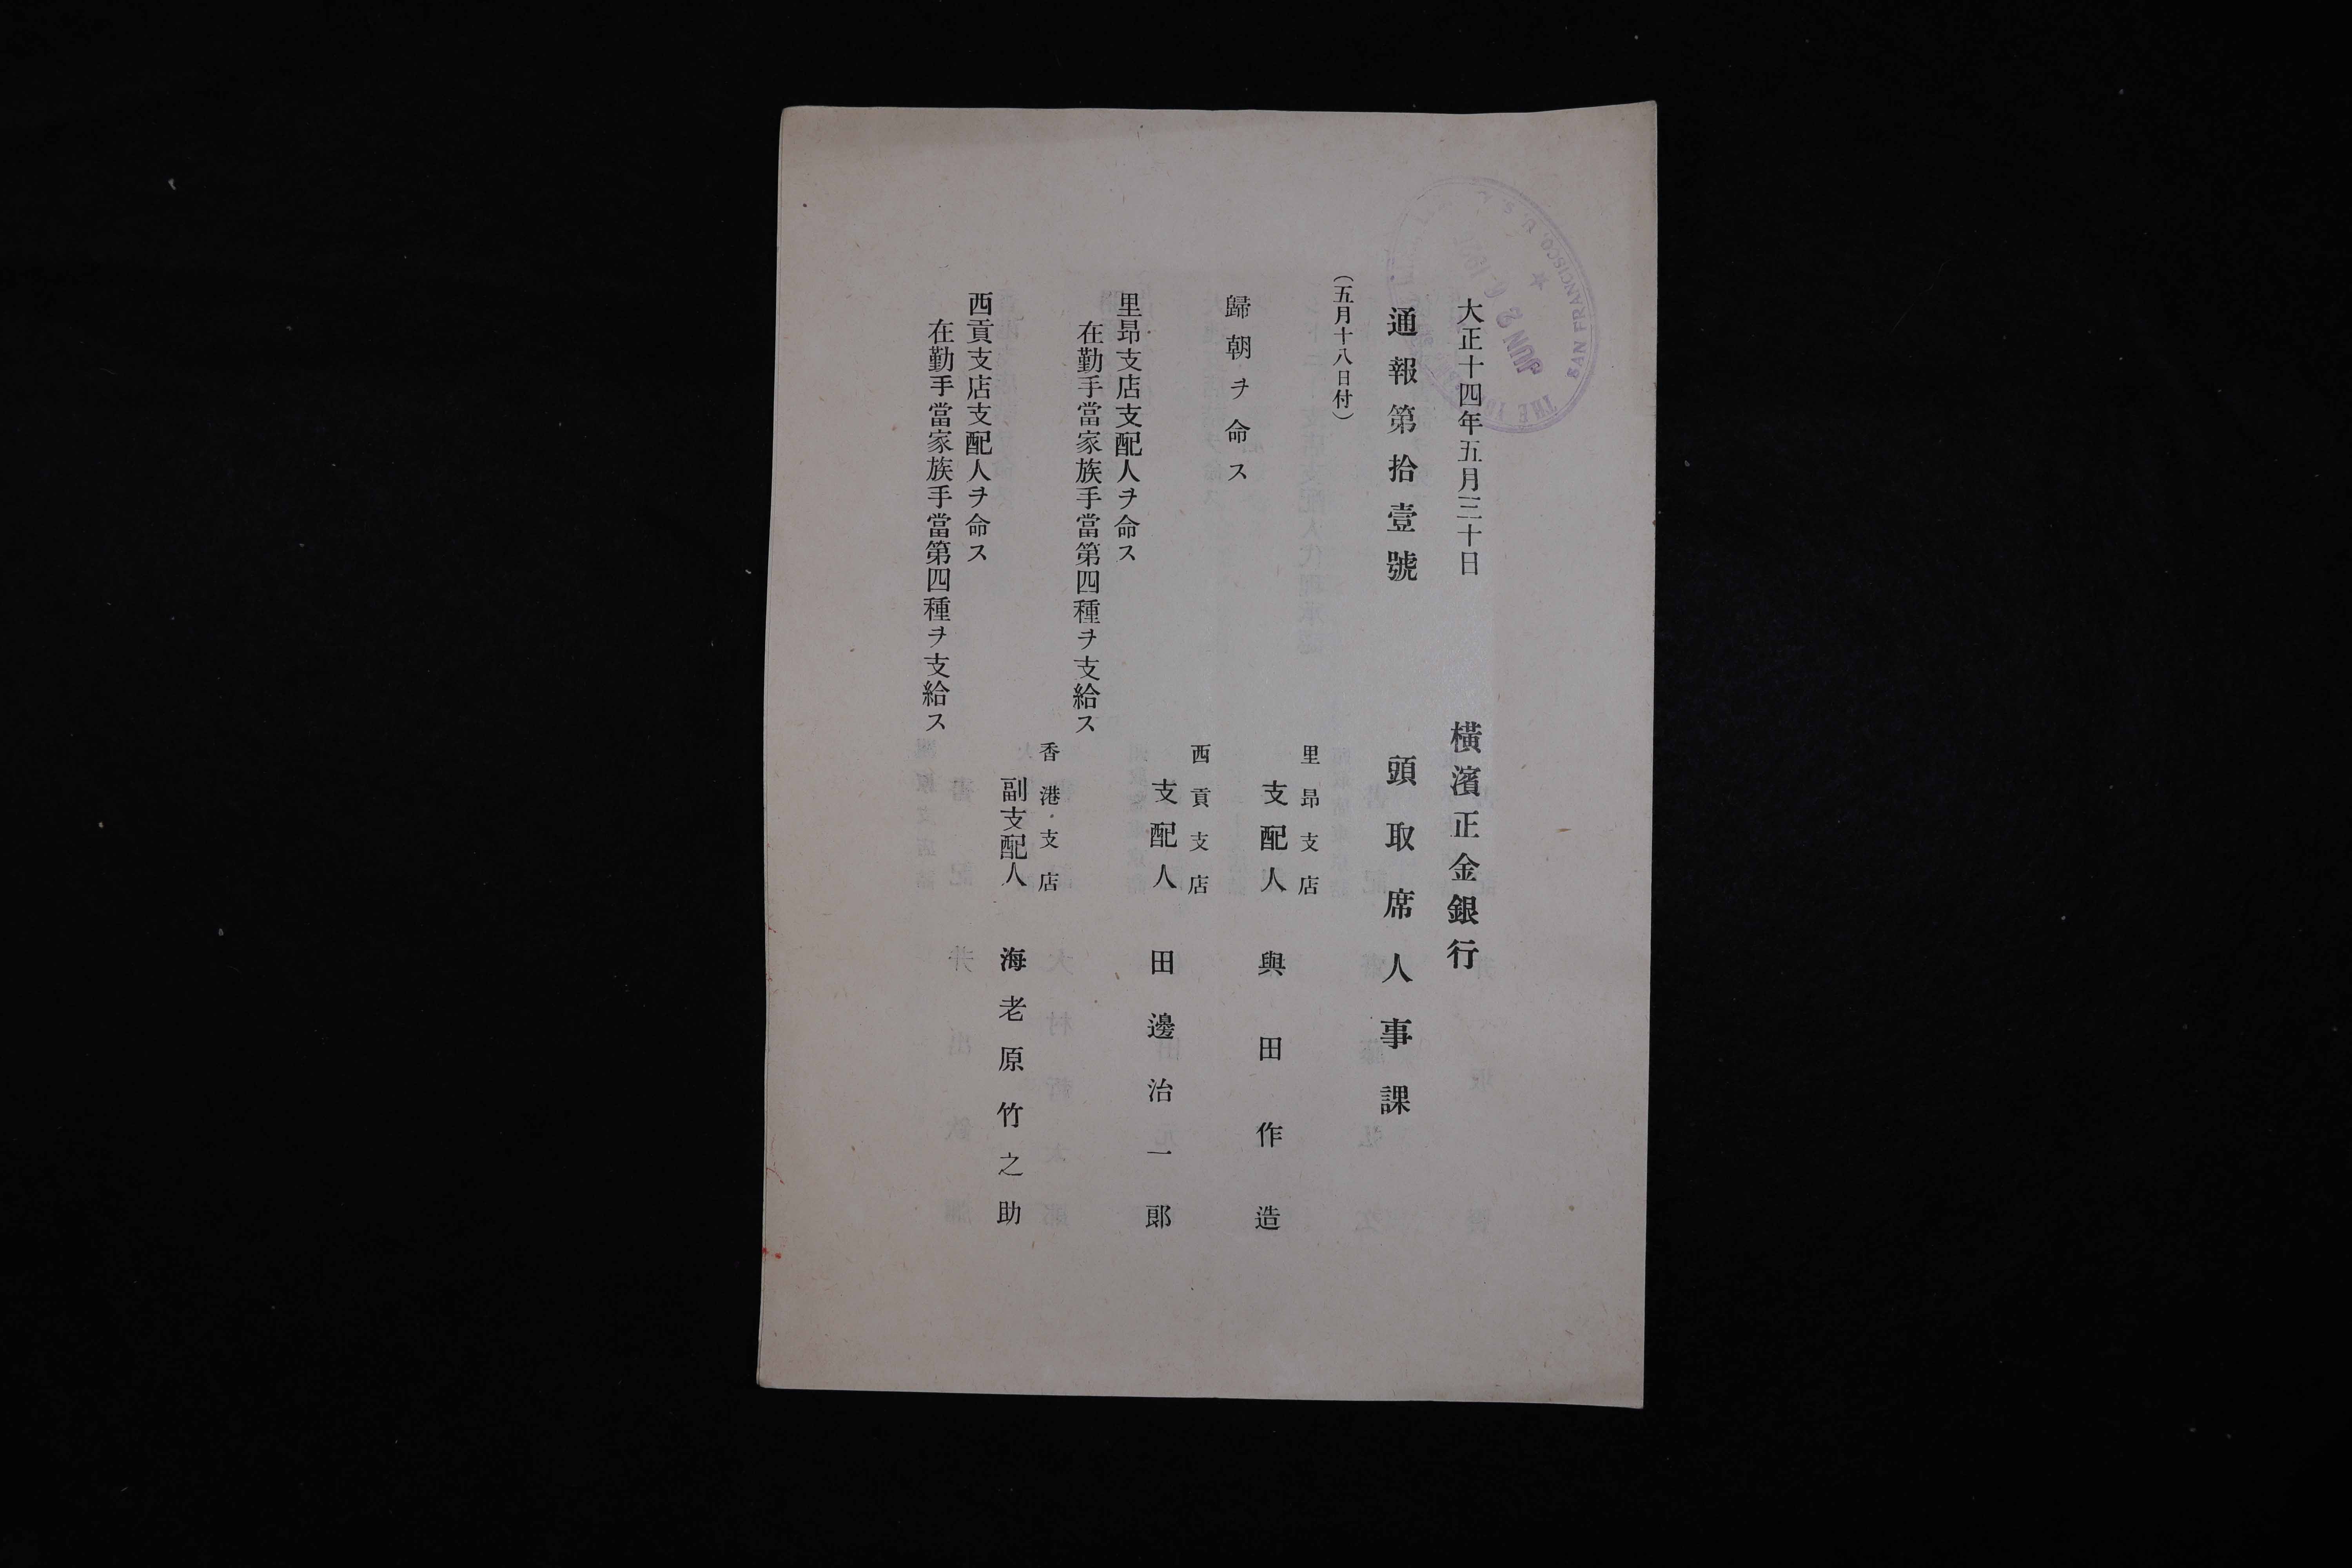 大正十四年五月三十日
横濱正金銀行
通報第拾壹號
頭取席人事課
(五月十八日付)
里昂支店
支配人 與田作造
歸朝ヲ命ス
西貢支店
支配人 田邊治一郎
里昂支店支配人ヲ命ス
在勤手當家族手當第四種ヲ支給ス
香港支店
副支配人 海老原竹之助
西貢支店支配人ヲ命ス
在勤手當家族手當第四種ヲ支給ス
SAN FRANCISCO, U.S.
JUN 2
THE